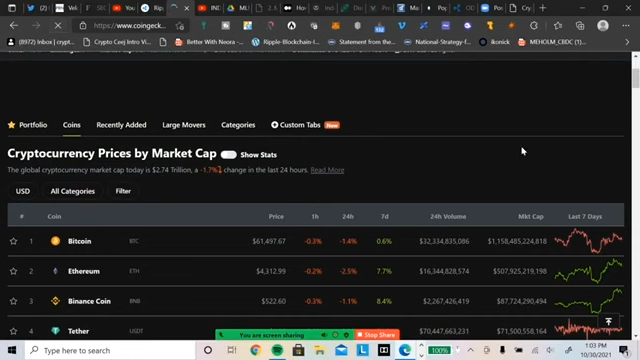 Ripp
IND
MLI
Med
Cry
https://www.coingeck
(8972) Inbox | crypt...
Crypto Ceej Intro Vi...
Better With Neora -...
Ripple-Blockchain-I...
Statement from the...
National-Strategy-f...
ikonick
MEHOLM_CBDC (1)...
Portfolio Coins Recently Added Large Movers Categories Custom Tabs New
Cryptocurrency Prices by Market Cap Show Stats
The global cryptocurrency market cap today is $2.74 Trillion, a -1.7% change in the last 24 hours. Read More
USD All Categories Filter
# Coin Price 1h 24h 7d 24h Volume Mkt Cap Last 7 Days
1 Bitcoin BTC $61,497.67 -0.3% -1.4% 0.6% $32,334,835,086 $1,158,485,224,818
2 Ethereum ETH $4,312.99 -0.2% -2.5% 7.7% $16,344,828,574 $507,925,219,198
3 Binance Coin BNB $522.60 -0.3% -1.1% 8.4% $2,267,426,419 $87,724,290,494
4 Tether USDT $70,447,663,231 $71,500,558,164
You are screen sharing Stop Share
Type here to search
100%
1:03 PM
10/30/2021